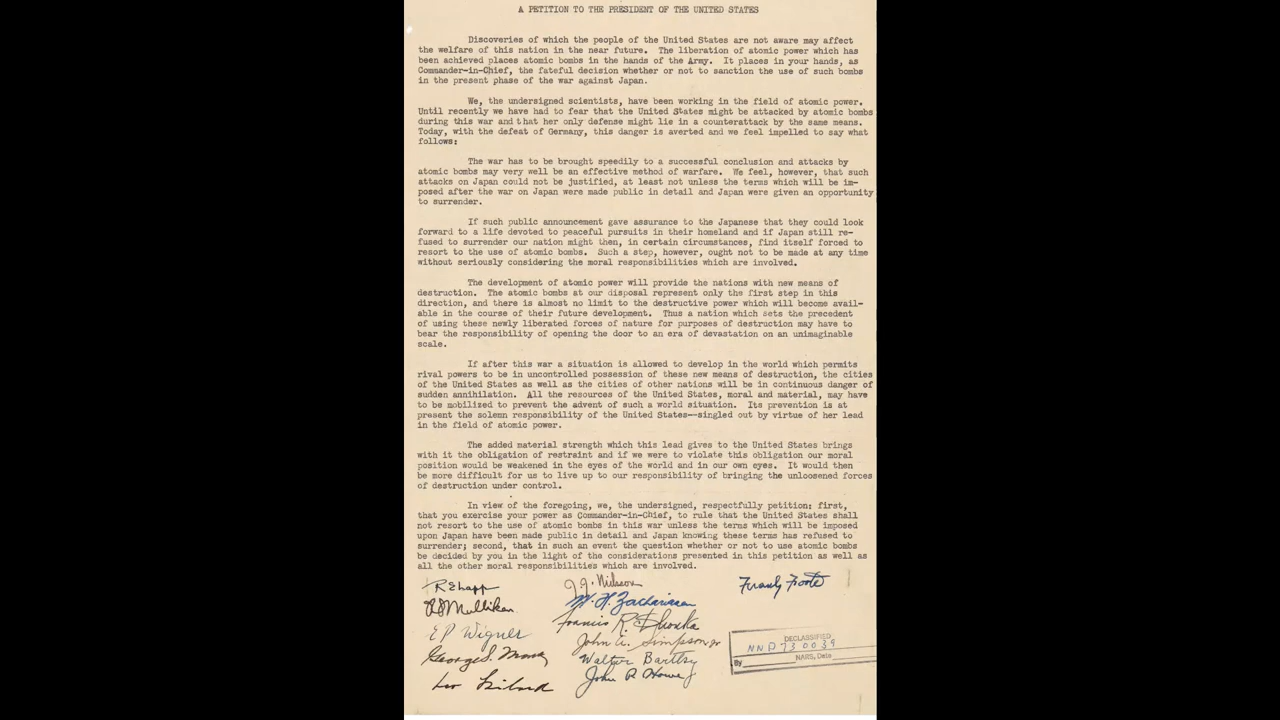 A PETITION TO THE PRESIDENT OF THE UNITED STATES
Discoveries of which the people of the United States are not aware may affect
the welfare of this nation in the near future. The liberation of atomic power which has
been achieved places atomic bombs in the hands of the Army. It places in your hands, as
Commander-in-Chief, the fateful decision whether or not to sanction the use of such bombs
in the present phase of the war against Japan.
We, the undersigned scientists, have been working in the field of atomic power.
Until recently we have had to fear that the United States might be attacked by atomic bombs
during this war and that her only defense might lie in a counterattack by the same means.
Today, with the defeat of Germany, this danger is averted and we feel impelled to say what
follows:
The war has to be brought speedily to a successful conclusion and attacks by
atomic bombs may very well be an effective method of warfare. We feel, however, that such
attacks on Japan could not be justified, at least not unless the terms which will be im-
posed after the war on Japan were made public in detail and Japan were given an opportunity
to surrender.
If such public announcement gave assurance to the Japanese that they could look
forward to a life devoted to peaceful pursuits in their homeland and if Japan still re-
fused to surrender our nation might then, in certain circumstances, find itself forced to
resort to the use of atomic bombs. Such a step, however, ought not to be made at any time
without seriously considering the moral responsibilities which are involved.
The development of atomic power will provide the nations with new means of
destruction. The atomic bombs at our disposal represent only the first step in this
direction, and there is almost no limit to the destructive power which will become avail-
able in the course of their future development. Thus a nation which sets the precedent
of using these newly liberated forces of nature for purposes of destruction may have to
bear the responsibility of opening the door to an era of devastation on an unimaginable
scale.
If after this war a situation is allowed to develop in the world which permits
rival powers to be in uncontrolled possession of these new means of destruction, the cities
of the United States as well as the cities of other nations will be in continuous danger of
sudden annihilation. All the resources of the United States, moral and material, may have
to be mobilized to prevent the advent of such a world situation. Its prevention is at
present the solemn responsibility of the United States--singled out by virtue of her lead
in the field of atomic power.
The added material strength which this lead gives to the United States brings
with it the obligation of restraint and if we were to violate this obligation our moral
position would be weakened in the eyes of the world and in our own eyes. It would then
be more difficult for us to live up to our responsibility of bringing the unloosened forces
of destruction under control.
In view of the foregoing, we, the undersigned, respectfully petition: first,
that you exercise your power as Commander-in-Chief, to rule that the United States shall
not resort to the use of atomic bombs in this war unless the terms which will be imposed
upon Japan have been made public in detail and Japan knowing these terms has refused to
surrender; second, that in such an event the question whether or not to use atomic bombs
be decided by you in the light of the considerations presented in this petition as well as
all the other moral responsibilities which are involved.
R E Lapp
R S Mullikan
E P Wigner
George S. Monk
Leo Szilard
J. J. Nickson
W. H. Zachariasen
Francis R. Shonka
John A. Simpson jr
Walter Bartky
John P. Howe
Frank Foote
DECLASSIFIED
NND 730039
By NARS, Date